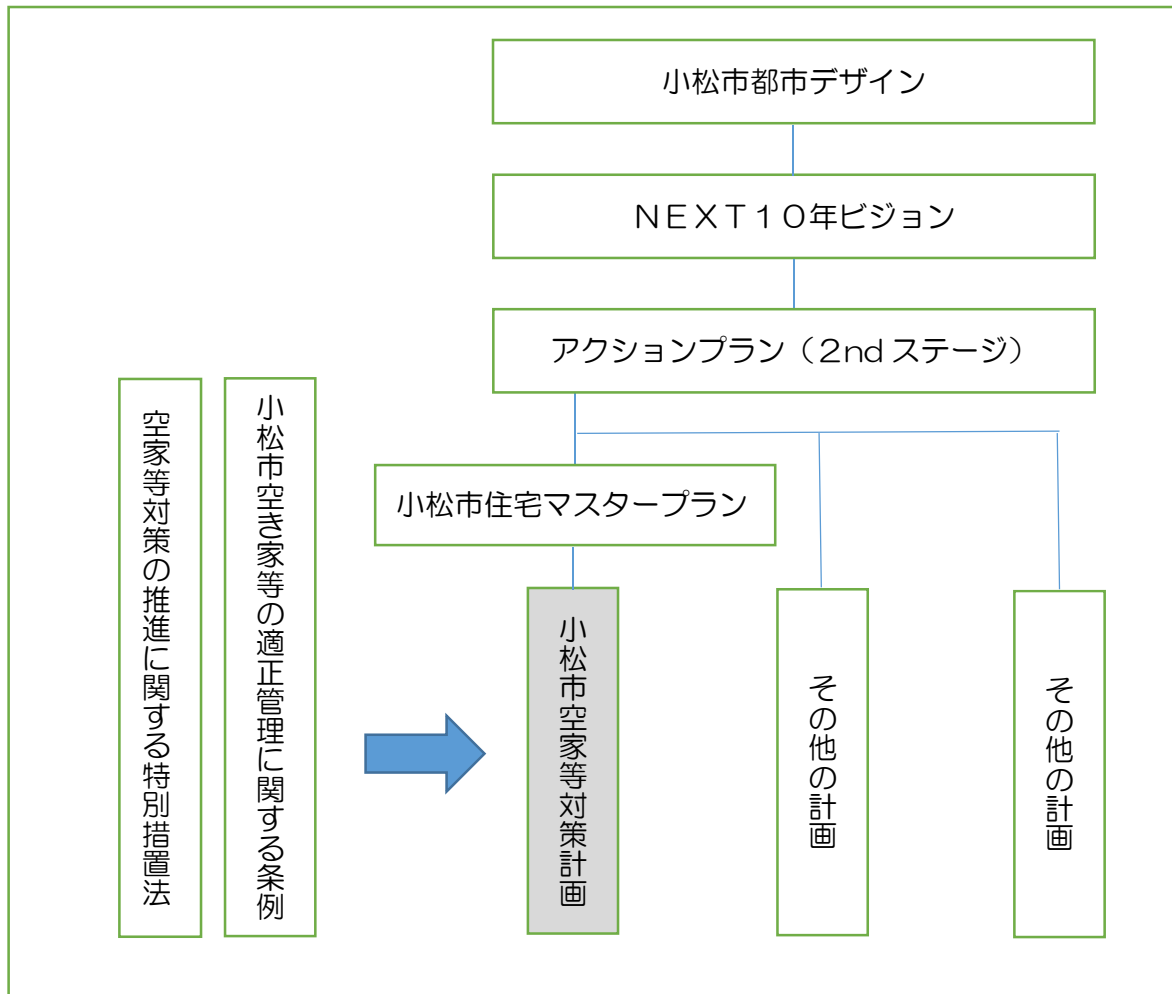 小松市都市デザイン
NEXT10年ビジョン
アクションプラン(2nd ステージ)
空家等対策の推進に関する特別措置法
小松市空き家等の適正管理に関する条例
小松市住宅マスタープラン
小松市空家等対策計画
その他の計画
その他の計画